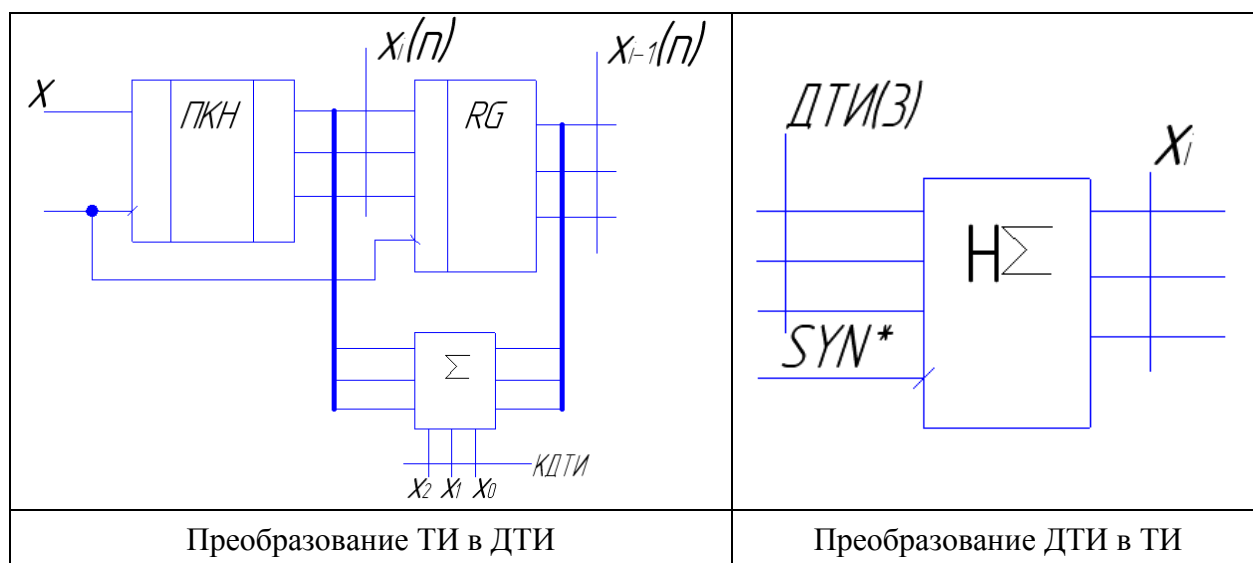 X
ПКН
Xi(n)
RG
Xi-1(n)
Σ
КДТИ
X2 X1 X0
ДТИ(3)
SYN*
НΣ
Xi
Преобразование ТИ в ДТИ
Преобразование ДТИ в ТИ